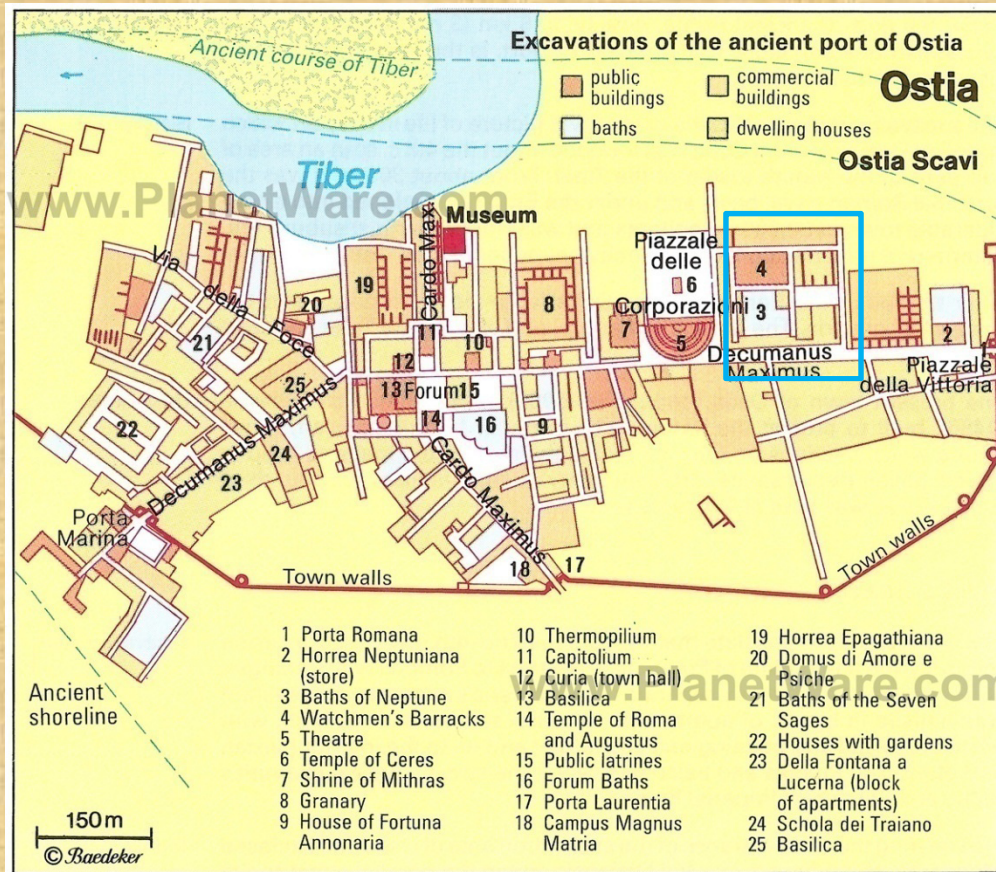 Excavations of the ancient port of Ostia
public buildings
commercial buildings
baths
dwelling houses
Ostia
Ostia Scavi
Ancient course of Tiber
Tiber
www.PlanetWare.com
Museum
Cardo Max.
Piazzale delle
Corporazioni
Via della Foce
Decumanus Maximus
Forum
Decumanus Maximus
Piazzale della Vittoria
Cardo Maximus
Porta Marina
Town walls
Town walls
Ancient shoreline
19
20
21
22
23
24
25
11
12
13
14
15
10
16
9
8
7
6
5
4
3
2
1
18
17
1 Porta Romana
2 Horrea Neptuniana
(store)
3 Baths of Neptune
4 Watchmen's Barracks
5 Theatre
6 Temple of Ceres
7 Shrine of Mithras
8 Granary
9 House of Fortuna
Annonaria
10 Thermopilium
11 Capitolium
12 Curia (town hall)
13 Basilica
14 Temple of Roma
and Augustus
15 Public latrines
16 Forum Baths
17 Porta Laurentia
18 Campus Magnus
Matria
19 Horrea Epagathiana
20 Domus di Amore e
Psiche
21 Baths of the Seven
Sages
22 Houses with gardens
23 Della Fontana a
Lucerna (block
of apartments)
24 Schola dei Traiano
25 Basilica
www.PlanetWare.com
150 m
© Baedeker